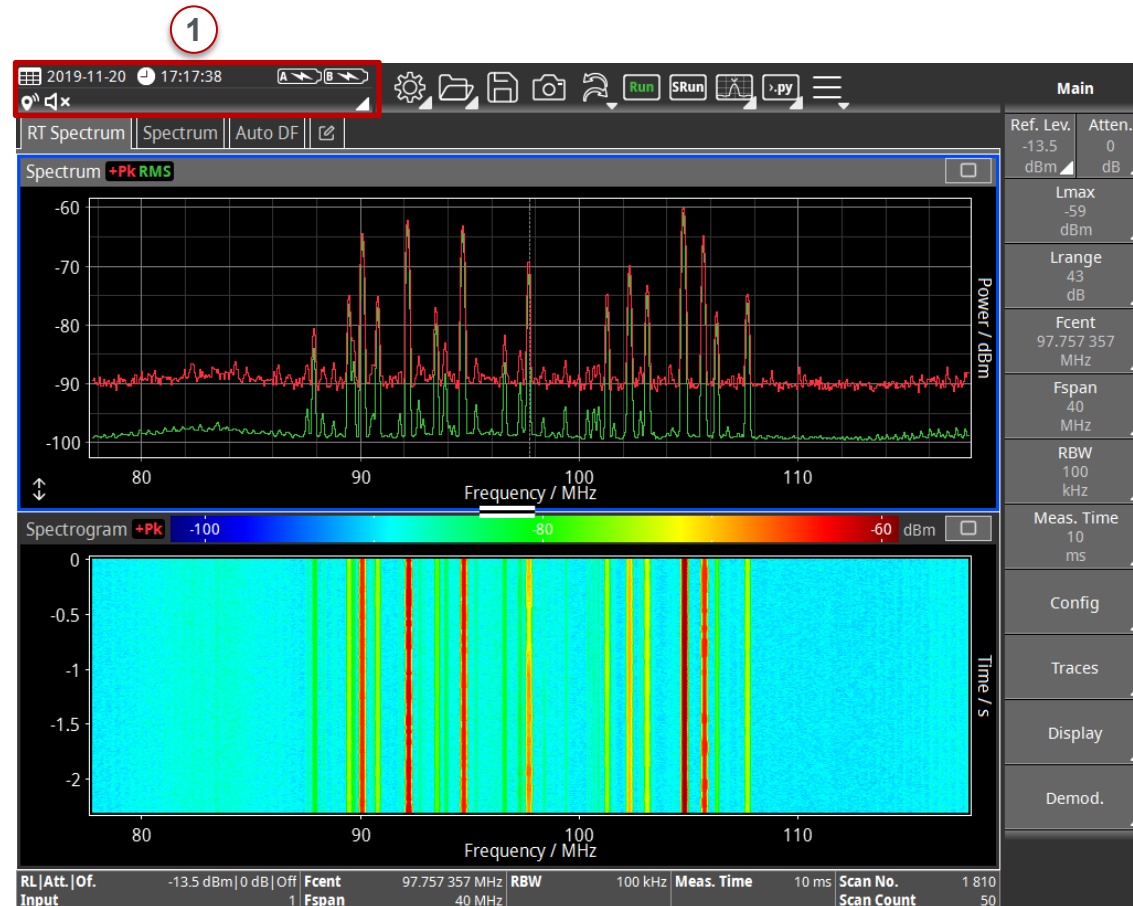 1
2019-11-20 17:17:38 A B
Run SRun >.py
Main
RT Spectrum Spectrum Auto DF
Ref. Lev. Atten.
-13.5 0
dBm dB
Spectrum +Pk RMS
Lmax
-59
dBm
Lrange
43
dB
Fcent
97.757 357
MHz
Fspan
40
MHz
RBW
100
kHz
Meas. Time
10
ms
Config
Traces
Display
Demod.
-60
-70
-80
-90
-100
Power / dBm
80 90 100 110
Frequency / MHz
Spectrogram +Pk -100 -80 -60 dBm
0
-0.5
-1
-1.5
-2
Time / s
80 90 100 110
Frequency / MHz
RL|Att.|Of. -13.5 dBm|0 dB|Off Fcent 97.757 357 MHz RBW 100 kHz Meas. Time 10 ms Scan No. 1 810
Input 1 Fspan 40 MHz Scan Count 50